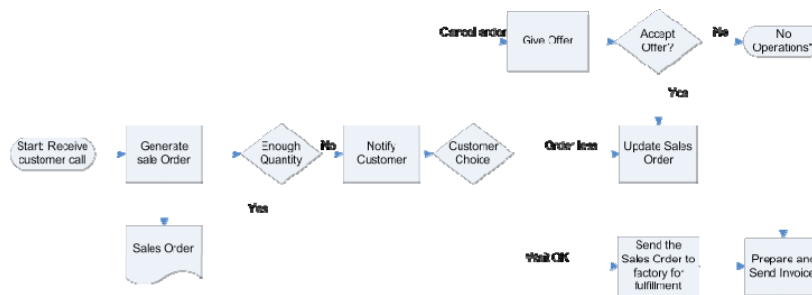 Cancel order
Give Offer
Accept
Offer?
No
No
Operations"
Yes
Start: Receive
customer call
Generate
sale Order
Enough
Quantity
No
Notify
Customer
Customer
Choice
Order less
Update Sales
Order
Yes
Sales Order
Wait OK
Send the
Sales Order to
factory for
fulfillment
Prepare and
Send Invoice